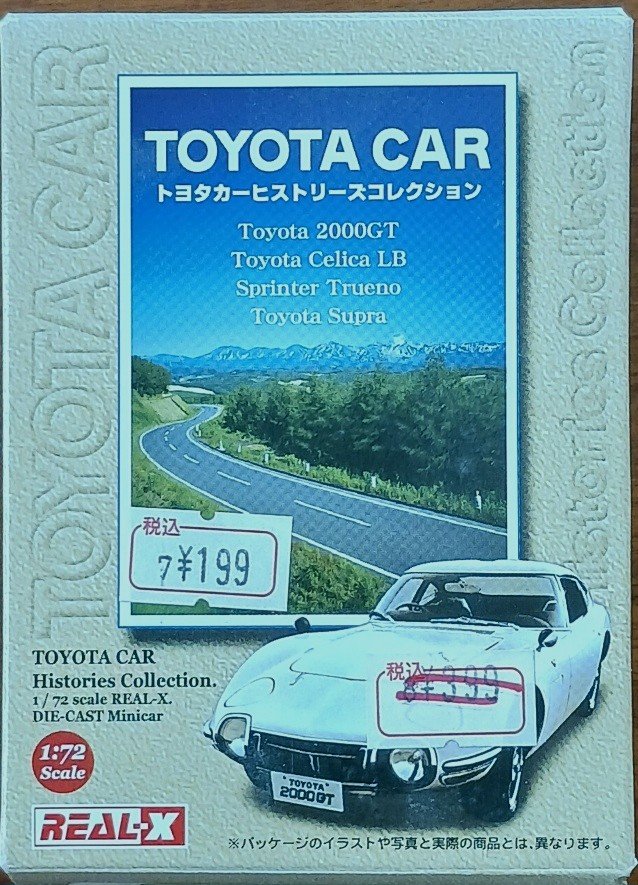 TOYOTA CAR
Histories Collection
TOYOTA CAR
トヨタカーヒストリーズコレクション
Toyota 2000GT
Toyota Celica LB
Sprinter Trueno
Toyota Supra
税込
7¥199
税込
¥399
TOYOTA CAR
Histories Collection.
1/72 scale REAL-X.
DIE-CAST Minicar
1:72
Scale
TOYOTA
2000GT
REAL-X
※パッケージのイラストや写真と実際の商品とは、異なります。